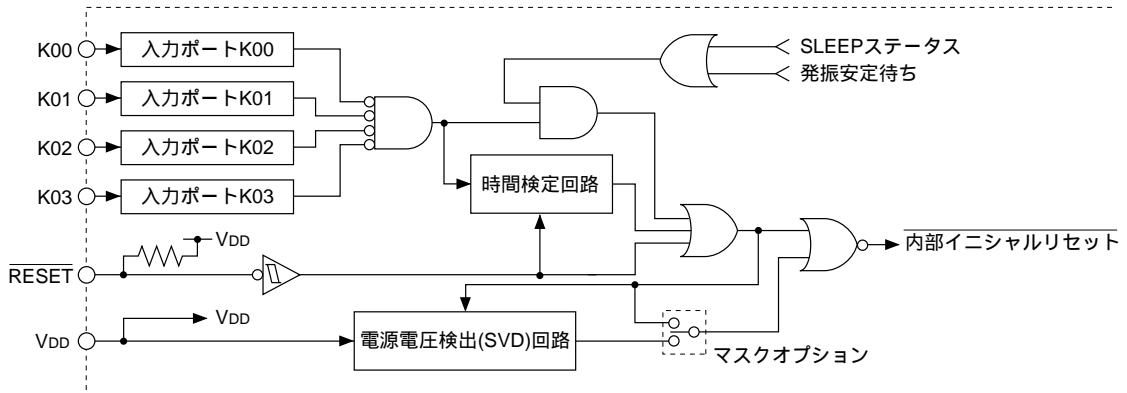 K00
入力ポートK00
SLEEPステータス
発振安定待ち
K01
入力ポートK01
K02
入力ポートK02
時間検定回路
K03
入力ポートK03
VDD
RESET
内部イニシャルリセット
VDD
VDD
電源電圧検出(SVD)回路
マスクオプション